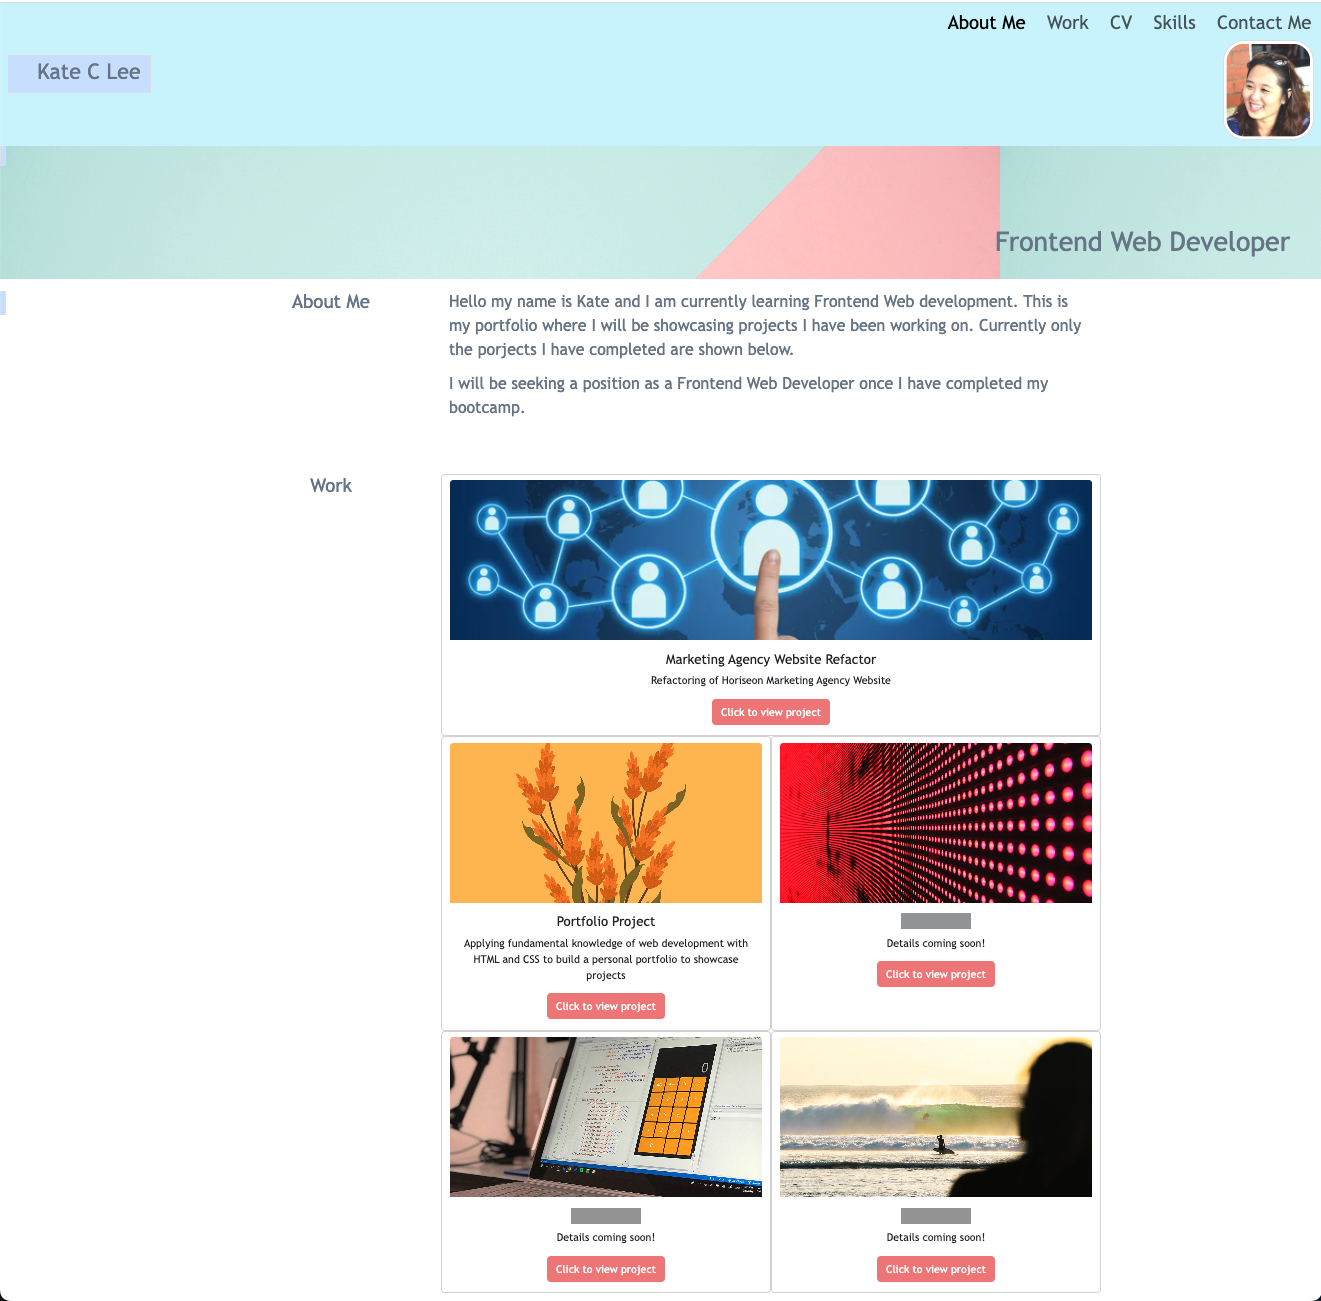 About Me Work CV Skills Contact Me
Kate C Lee
Frontend Web Developer
About Me
Hello my name is Kate and I am currently learning Frontend Web development. This is
my portfolio where I will be showcasing projects I have been working on. Currently only
the porjects I have completed are shown below.
I will be seeking a position as a Frontend Web Developer once I have completed my
bootcamp.
Work
Marketing Agency Website Refactor
Refactoring of Horiseon Marketing Agency Website
Click to view project
Portfolio Project
Applying fundamental knowledge of web development with
HTML and CSS to build a personal portfolio to showcase
projects
Click to view project
Details coming soon!
Click to view project
0
Details coming soon!
Click to view project
Details coming soon!
Click to view project